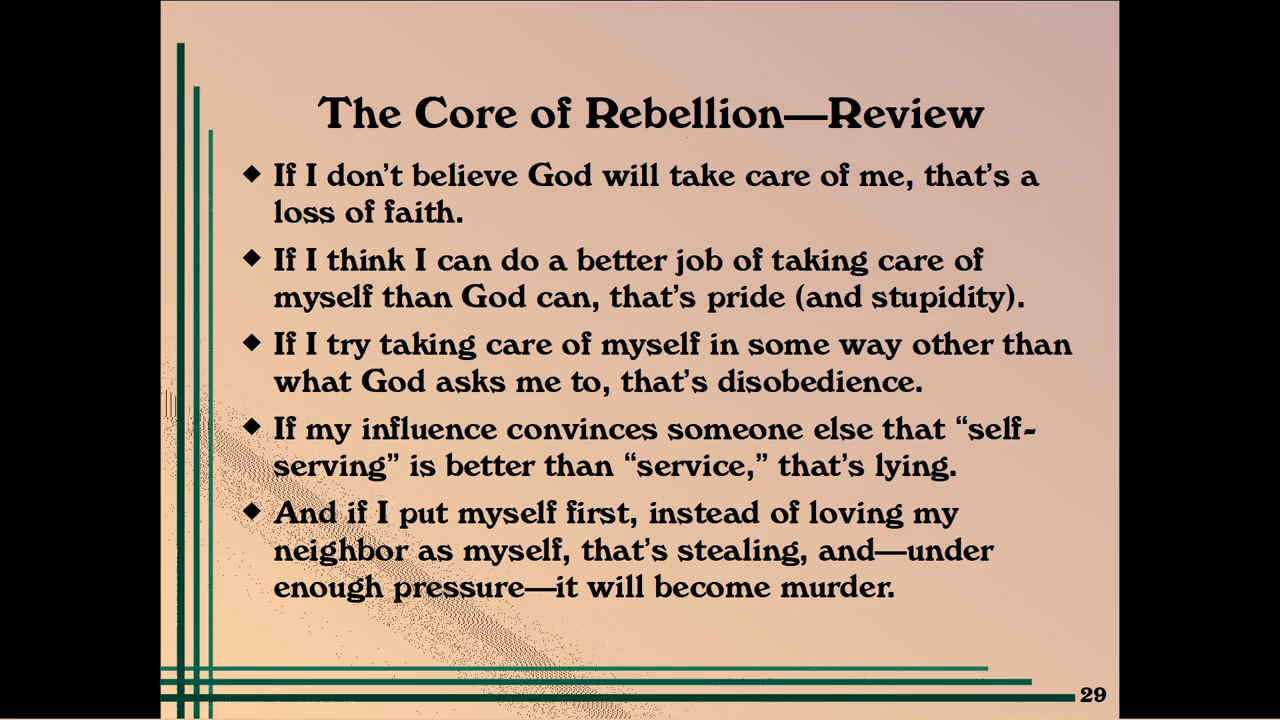 The Core of Rebellion—Review
◆ If I don’t believe God will take care of me, that’s a
loss of faith.
◆ If I think I can do a better job of taking care of
myself than God can, that’s pride (and stupidity).
◆ If I try taking care of myself in some way other than
what God asks me to, that’s disobedience.
◆ If my influence convinces someone else that “self-
serving” is better than “service,” that’s lying.
◆ And if I put myself first, instead of loving my
neighbor as myself, that’s stealing, and—under
enough pressure—it will become murder.
29